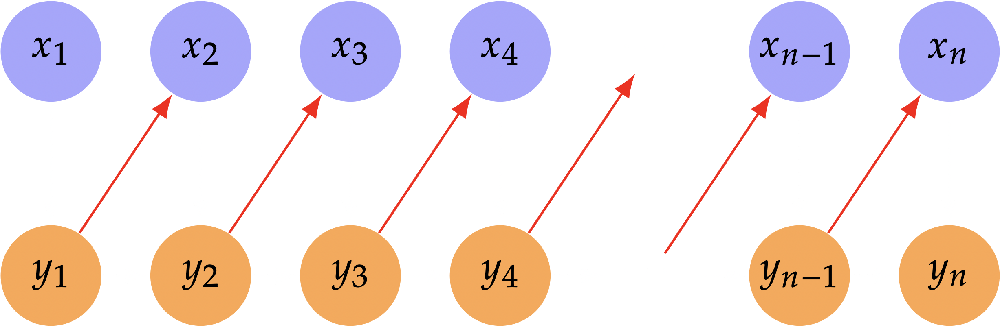 x₁ x₂ x₃ x₄ xₙ₋₁ xₙ
y₁ y₂ y₃ y₄ yₙ₋₁ yₙ